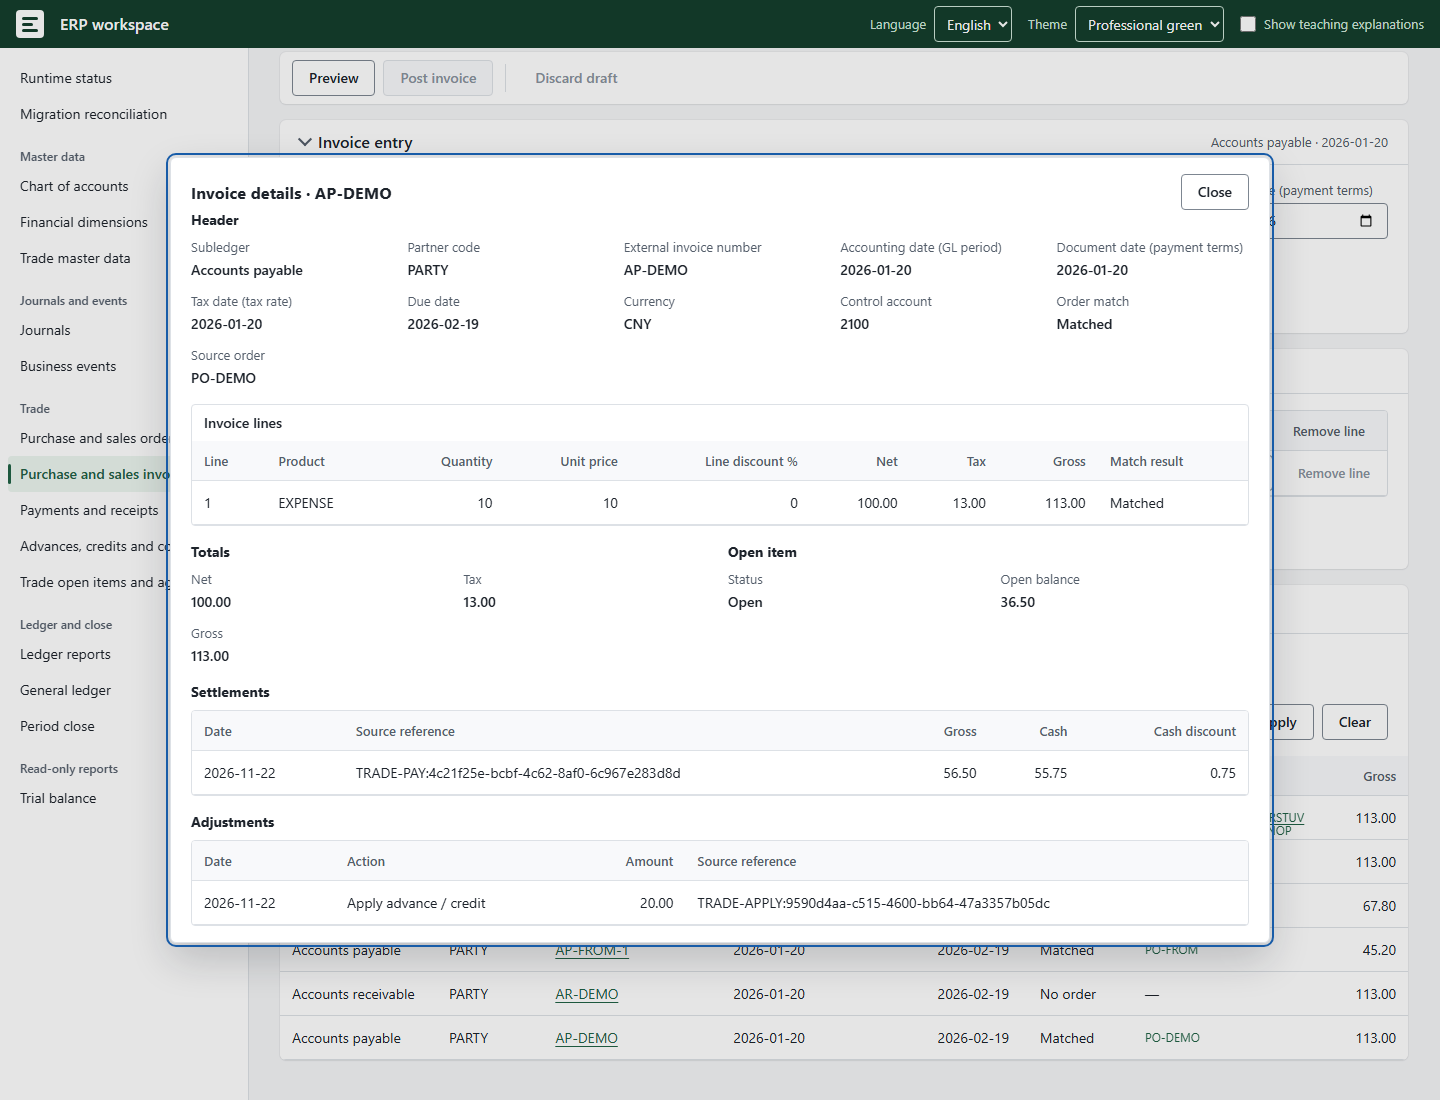 ERP workspace
Language English Theme Professional green Show teaching explanations
Runtime status
Migration reconciliation
Master data
Chart of accounts
Financial dimensions
Trade master data
Journals and events
Journals
Business events
Trade
Purchase and sales orde
Purchase and sales invo
Payments and receipts
Advances, credits and co
Trade open items and ag
Ledger and close
Ledger reports
General ledger
Period close
Read-only reports
Trial balance
Preview Post invoice Discard draft
Invoice entry Accounts payable · 2026-01-20
(payment terms)
Invoice details · AP-DEMO Close
Header
Subledger Partner code External invoice number Accounting date (GL period) Document date (payment terms)
Accounts payable PARTY AP-DEMO 2026-01-20 2026-01-20
Tax date (tax rate) Due date Currency Control account Order match
2026-01-20 2026-02-19 CNY 2100 Matched
Source order
PO-DEMO
Invoice lines
Line Product Quantity Unit price Line discount % Net Tax Gross Match result
1 EXPENSE 10 10 0 100.00 13.00 113.00 Matched
Totals Open item
Net Tax Status Open balance
100.00 13.00 Open 36.50
Gross
113.00
Settlements
Date Source reference Gross Cash Cash discount
2026-11-22 TRADE-PAY:4c21f25e-bcbf-4c62-8af0-6c967e283d8d 56.50 55.75 0.75
Adjustments
Date Action Amount Source reference
2026-11-22 Apply advance / credit 20.00 TRADE-APPLY:9590d4aa-c515-4600-bb64-47a3357b05dc
Remove line
Remove line
pply Clear
Gross
RSTUV 113.00
NOP
113.00
67.80
Accounts payable PARTY AP-FROM-1 2026-01-20 2026-02-19 Matched PO-FROM 45.20
Accounts receivable PARTY AR-DEMO 2026-01-20 2026-02-19 No order — 113.00
Accounts payable PARTY AP-DEMO 2026-01-20 2026-02-19 Matched PO-DEMO 113.00